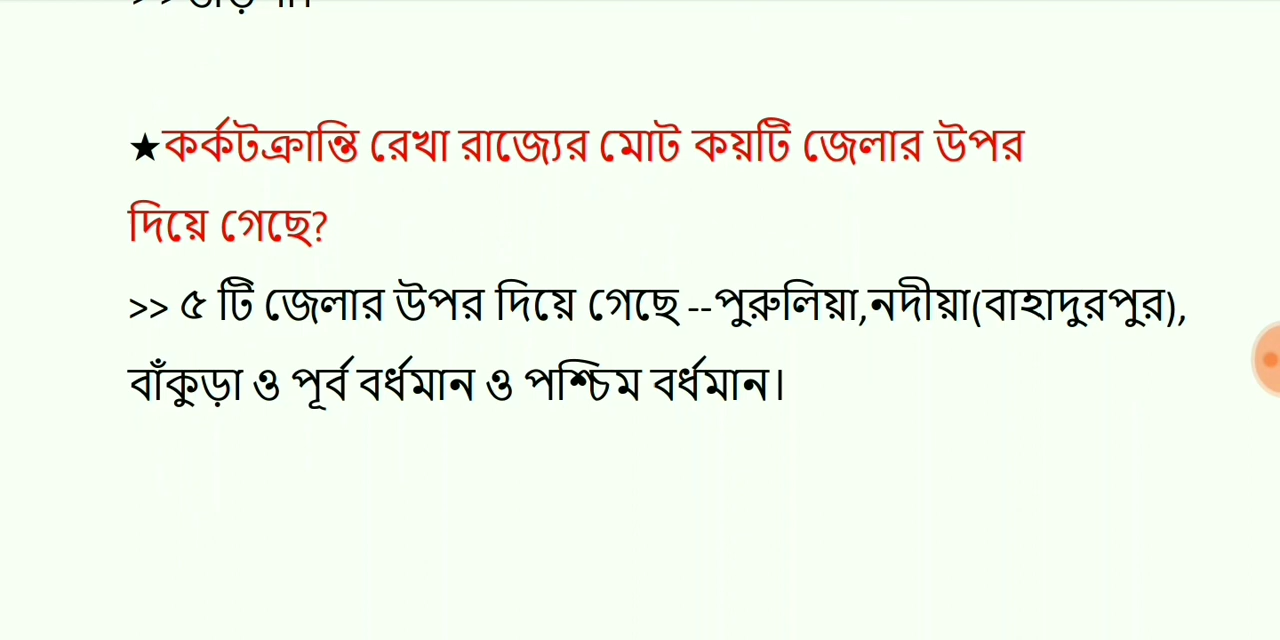 ★কর্কটক্রান্তি রেখা রাজ্যের মোট কয়টি জেলার উপর
দিয়ে গেছে?
>> ৫ টি জেলার উপর দিয়ে গেছে --পুরুলিয়া,নদীয়া(বাহাদুরপুর),
বাঁকুড়া ও পূর্ব বর্ধমান ও পশ্চিম বর্ধমান।